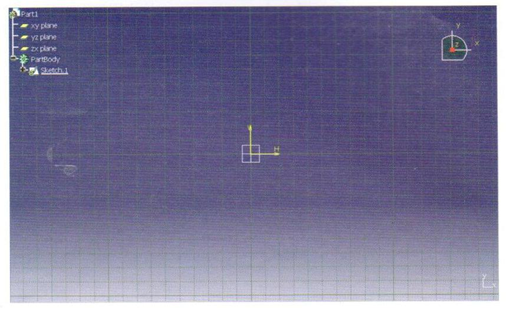 Part1
xy plane
yz plane
zx plane
PartBody
Sketch.1
y
x
z
V
H
y
x